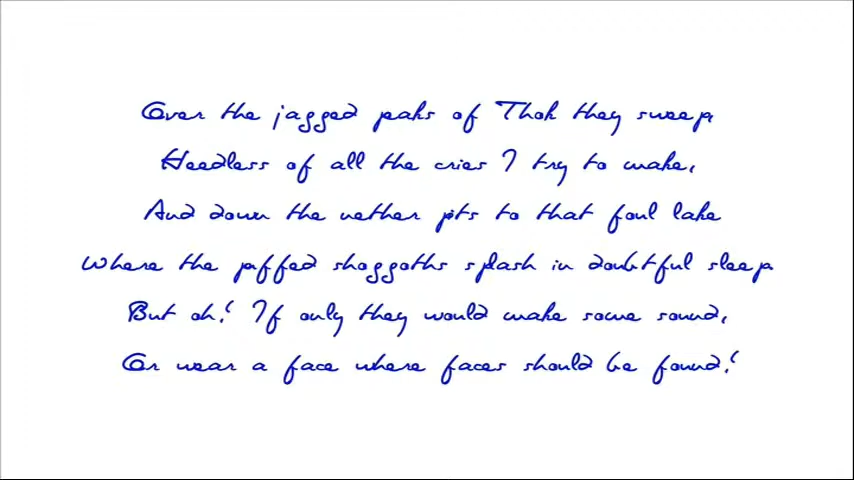 Over the jagged peaks of Thok they sweep,
Heedless of all the cries I try to make,
And down the nether pits to that foul lake
Where the puffed shoggoths splash in doubtful sleep.
But oh! If only they would make some sound,
Or wear a face where faces should be found!